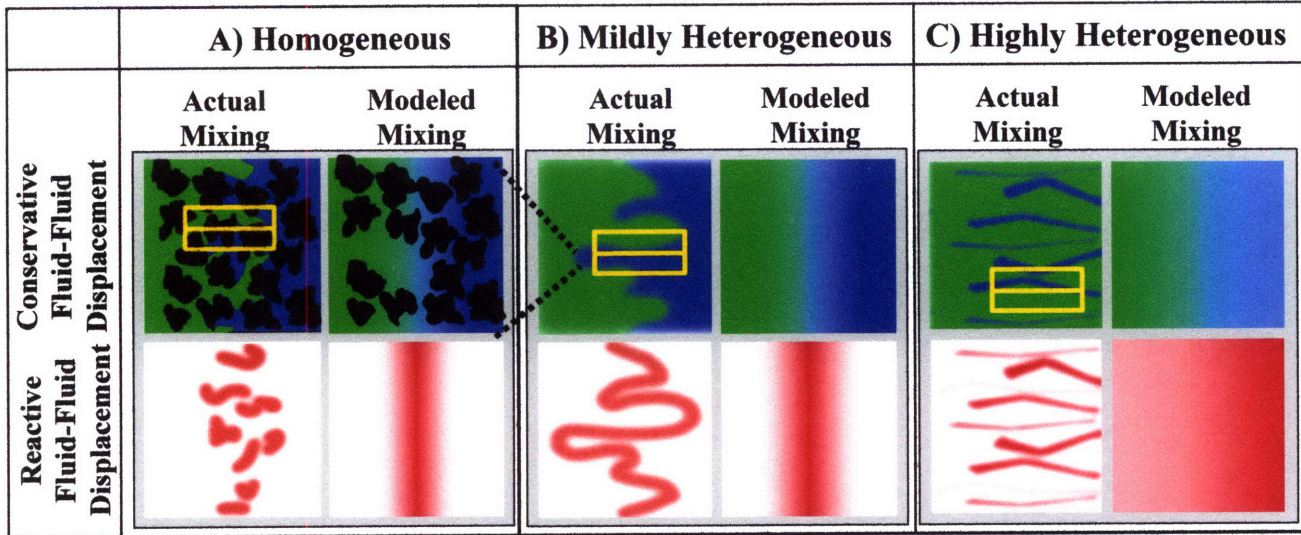 A) Homogeneous
B) Mildly Heterogeneous
C) Highly Heterogeneous
Actual
Mixing
Modeled
Mixing
Actual
Mixing
Modeled
Mixing
Actual
Mixing
Modeled
Mixing
Conservative
Fluid-Fluid
Displacement
Reactive
Fluid-Fluid
Displacement